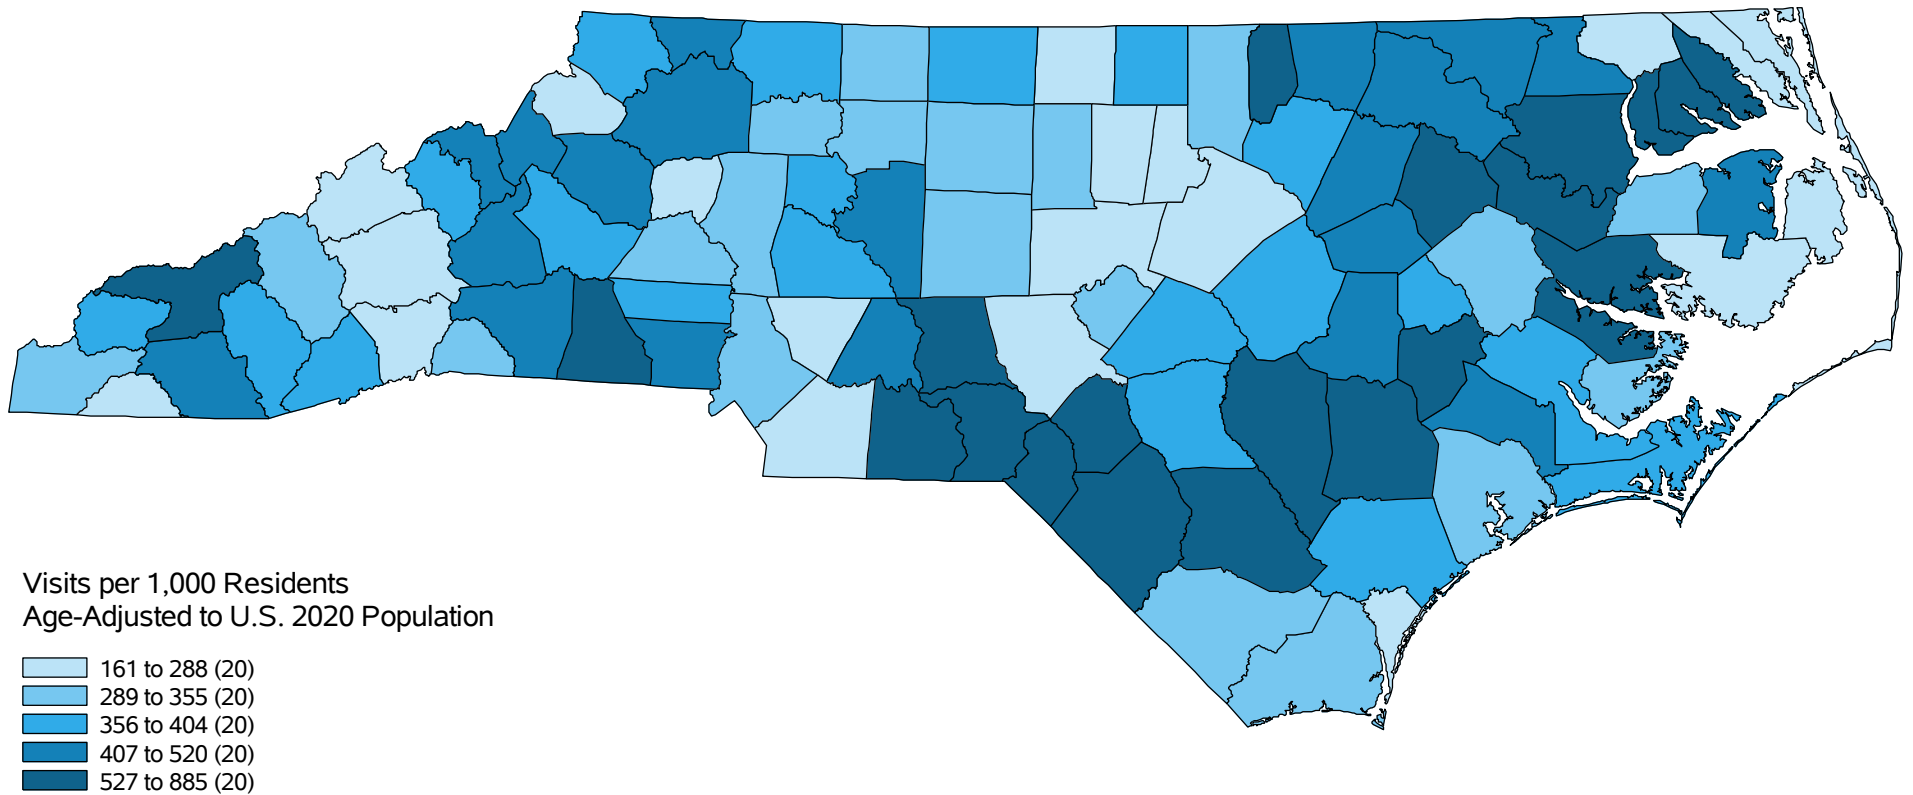 Visits per 1,000 Residents
Age-Adjusted to U.S. 2020 Population
161 to 288 (20)
289 to 355 (20)
356 to 404 (20)
407 to 520 (20)
527 to 885 (20)